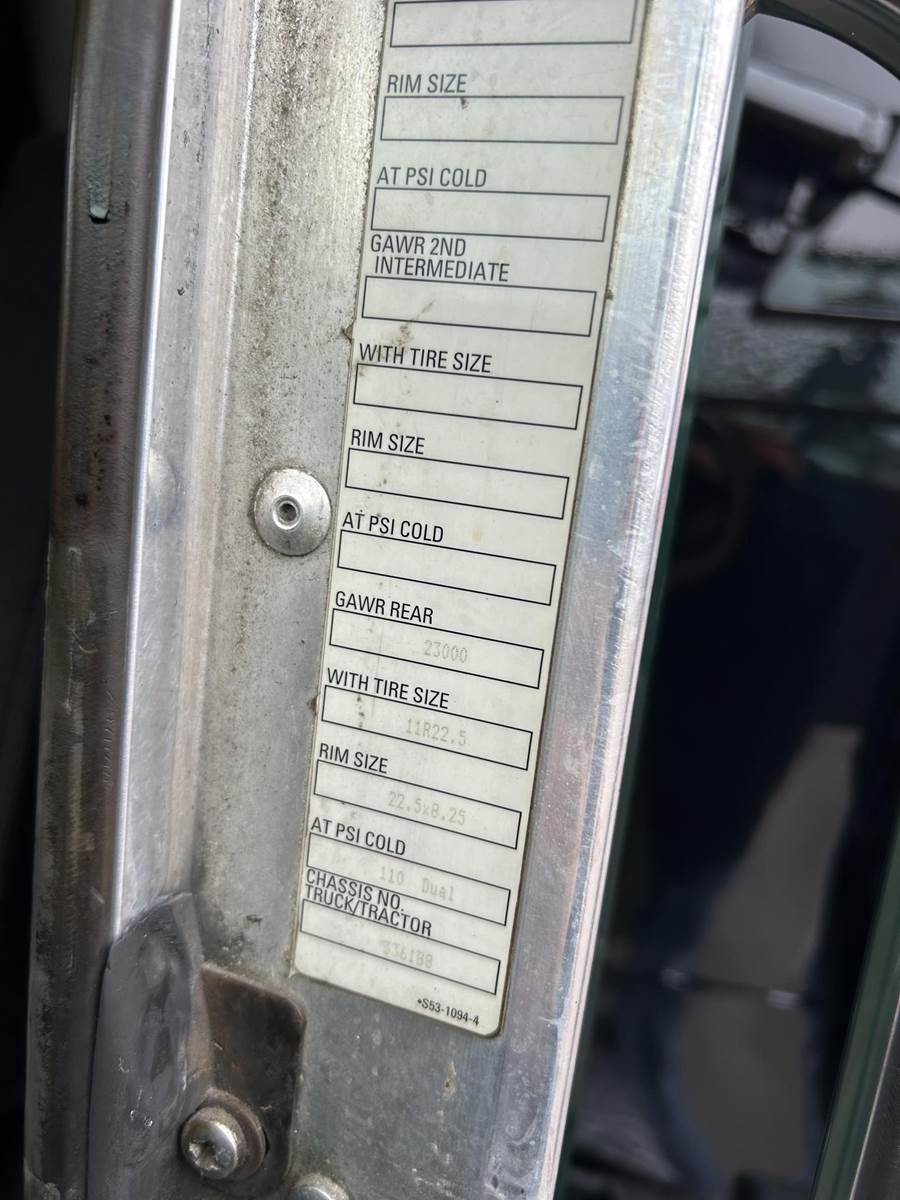 RIM SIZE
AT PSI COLD
GAWR 2ND
INTERMEDIATE
WITH TIRE SIZE
RIM SIZE
AT PSI COLD
GAWR REAR
23000
WITH TIRE SIZE
11R22.5
RIM SIZE
22.5x8.25
AT PSI COLD
110 Dual
CHASSIS NO.
TRUCK/TRACTOR
•S53-1094-4